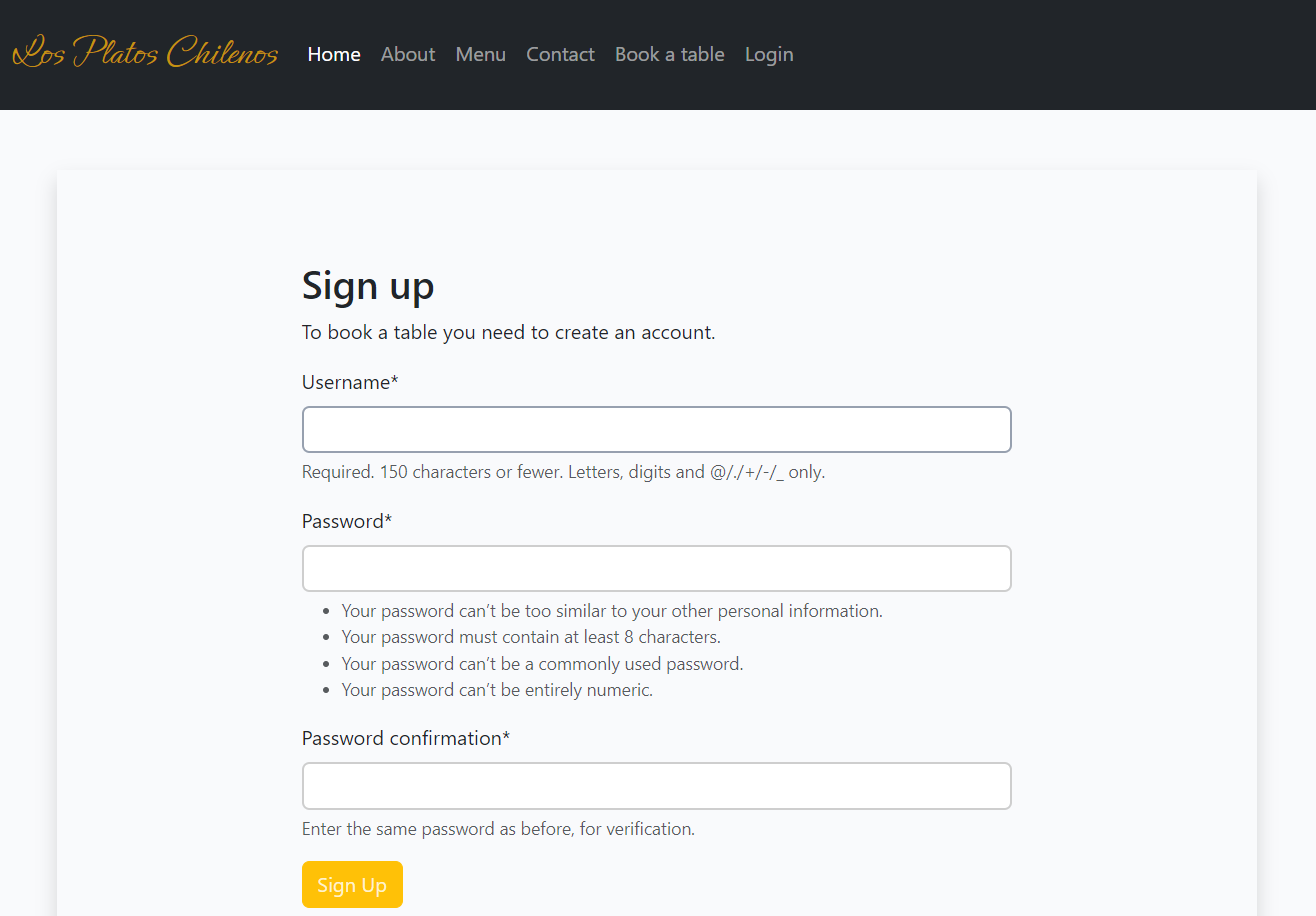 Los Platos Chilenos Home About Menu Contact Book a table Login
Sign up
To book a table you need to create an account.
Username*
Required. 150 characters or fewer. Letters, digits and @/./+/-/_ only.
Password*
• Your password can’t be too similar to your other personal information.
• Your password must contain at least 8 characters.
• Your password can’t be a commonly used password.
• Your password can’t be entirely numeric.
Password confirmation*
Enter the same password as before, for verification.
Sign Up